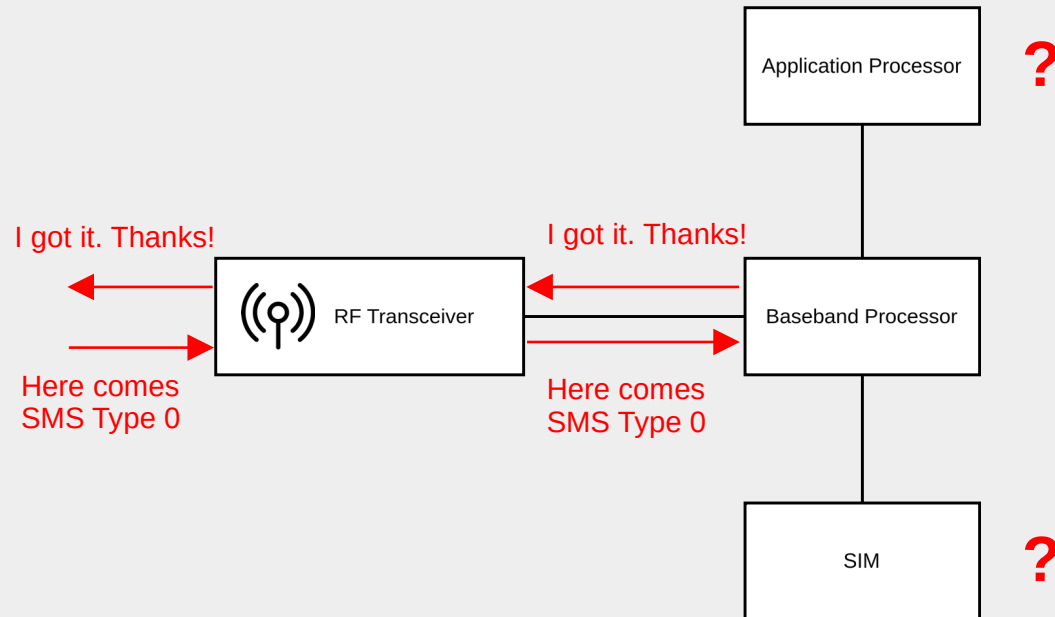 Application Processor
?
I got it. Thanks!
I got it. Thanks!
RF Transceiver
Baseband Processor
Here comes
SMS Type 0
Here comes
SMS Type 0
SIM
?